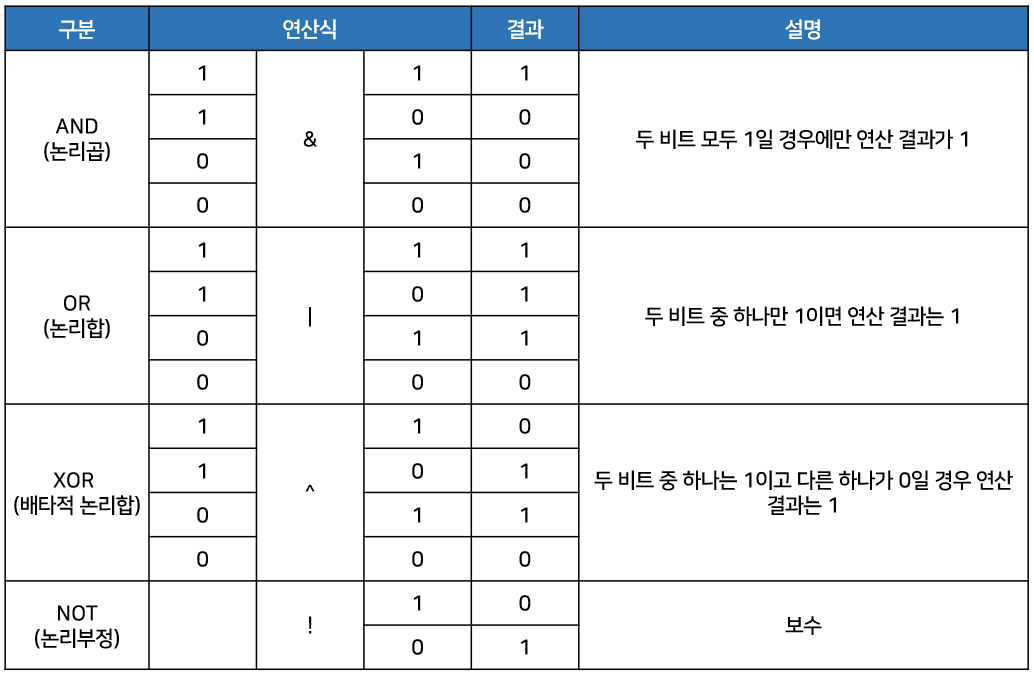 구분 연산식 결과 설명
AND
(논리곱)
&
1 1 1
1 0 0
0 1 0
0 0 0
두 비트 모두 1일 경우에만 연산 결과가 1
OR
(논리합)
|
1 1 1
1 0 1
0 1 1
0 0 0
두 비트 중 하나만 1이면 연산 결과는 1
XOR
(배타적 논리합)
^
1 1 0
1 0 1
0 1 1
0 0 0
두 비트 중 하나는 1이고 다른 하나가 0일 경우 연산
결과는 1
NOT
(논리부정)
!
1 0
0 1
보수